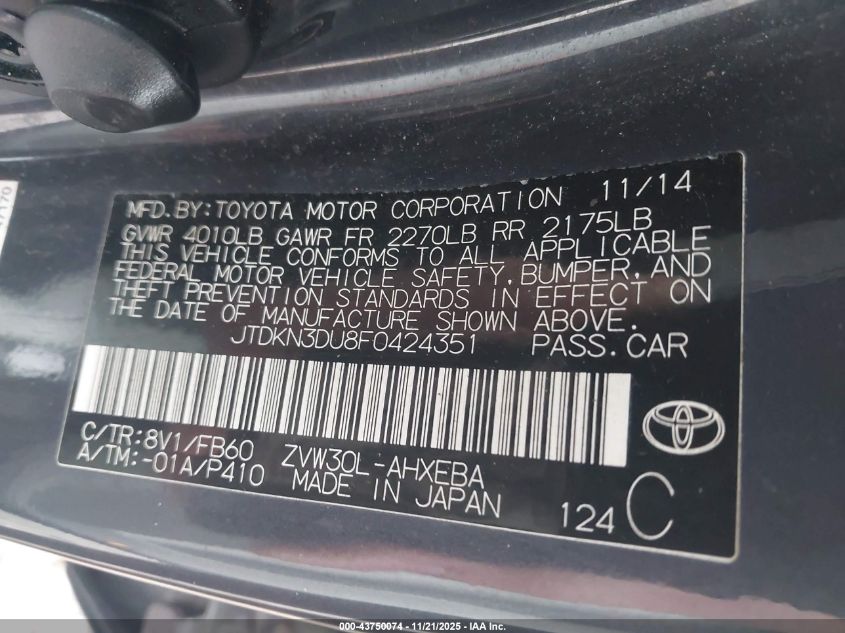 47170
MFD.BY:TOYOTA MOTOR CORPORATION 11/14
GVWR 4010LB GAWR FR 2270LB RR 2175LB
THIS VEHICLE CONFORMS TO ALL APPLICABLE
FEDERAL MOTOR VEHICLE SAFETY,BUMPER,AND
THEFT PREVENTION STANDARDS IN EFFECT ON
THE DATE OF MANUFACTURE SHOWN ABOVE.
JTDKN3DU8F0424351 PASS.CAR
C/TR:8V1/FB60 ZVW30L-AHXEBA
A/TM:-01A/P410 MADE IN JAPAN
124 C
000-43750074 • 11/21/2025 • IAA Inc.